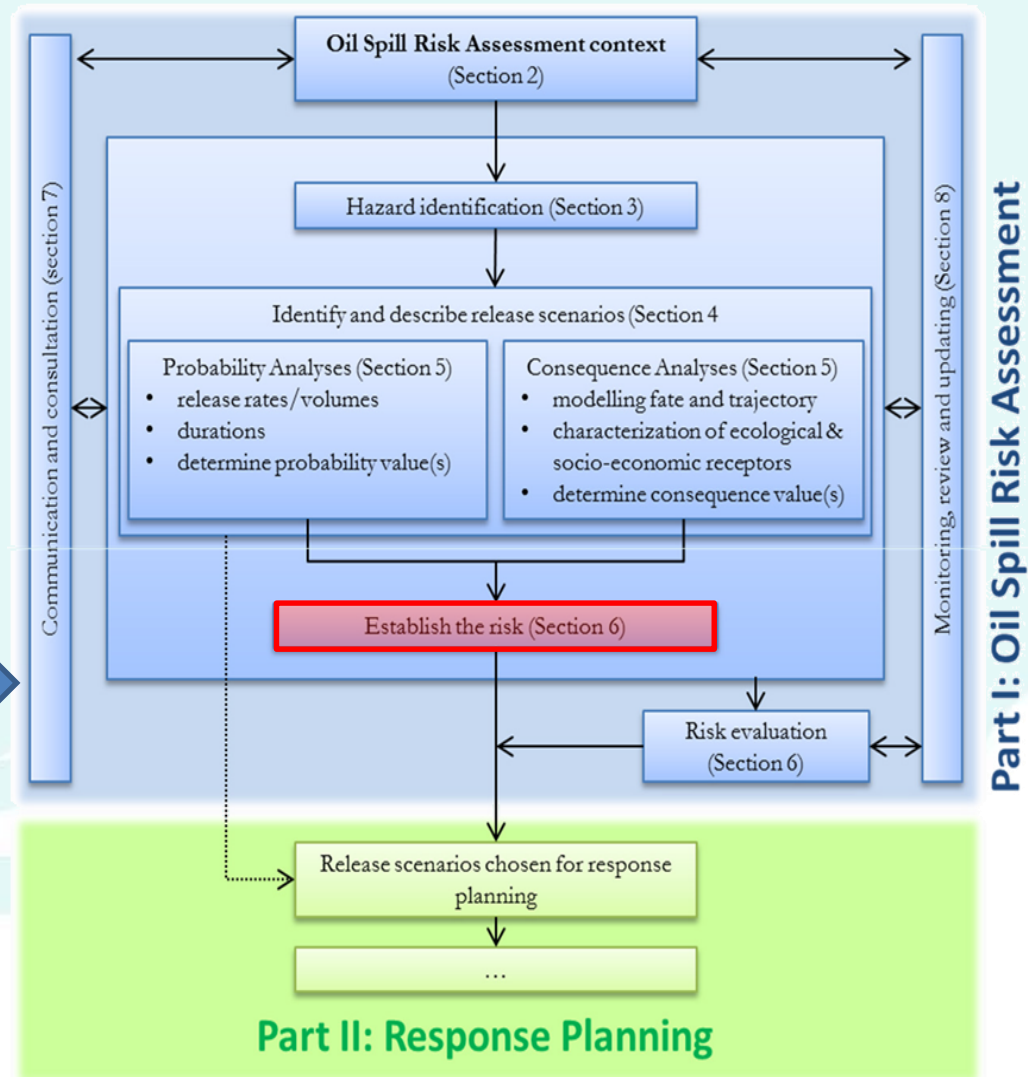 Oil Spill Risk Assessment context
(Section 2)
Communication and consultation (section 7)
Hazard identification (Section 3)
Identify and describe release scenarios (Section 4
Probability Analyses (Section 5)
• release rates/volumes
• durations
• determine probability value(s)
Consequence Analyses (Section 5)
• modelling fate and trajectory
• characterization of ecological &
socio-economic receptors
• determine consequence value(s)
Establish the risk (Section 6)
Risk evaluation
(Section 6)
Monitoring, review and updating (Section 8)
Part I: Oil Spill Risk Assessment
Release scenarios chosen for response
planning
...
Part II: Response Planning